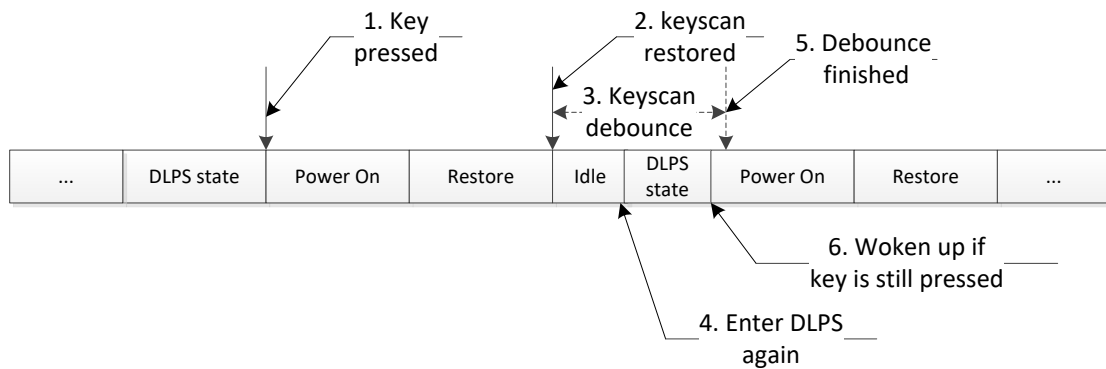 1. Key
pressed
2. keyscan
restored
5. Debounce
finished
3. Keyscan
debounce
...
DLPS state
Power On
Restore
Idle
DLPS
state
Power On
Restore
...
6. Woken up if
key is still pressed
4. Enter DLPS
again